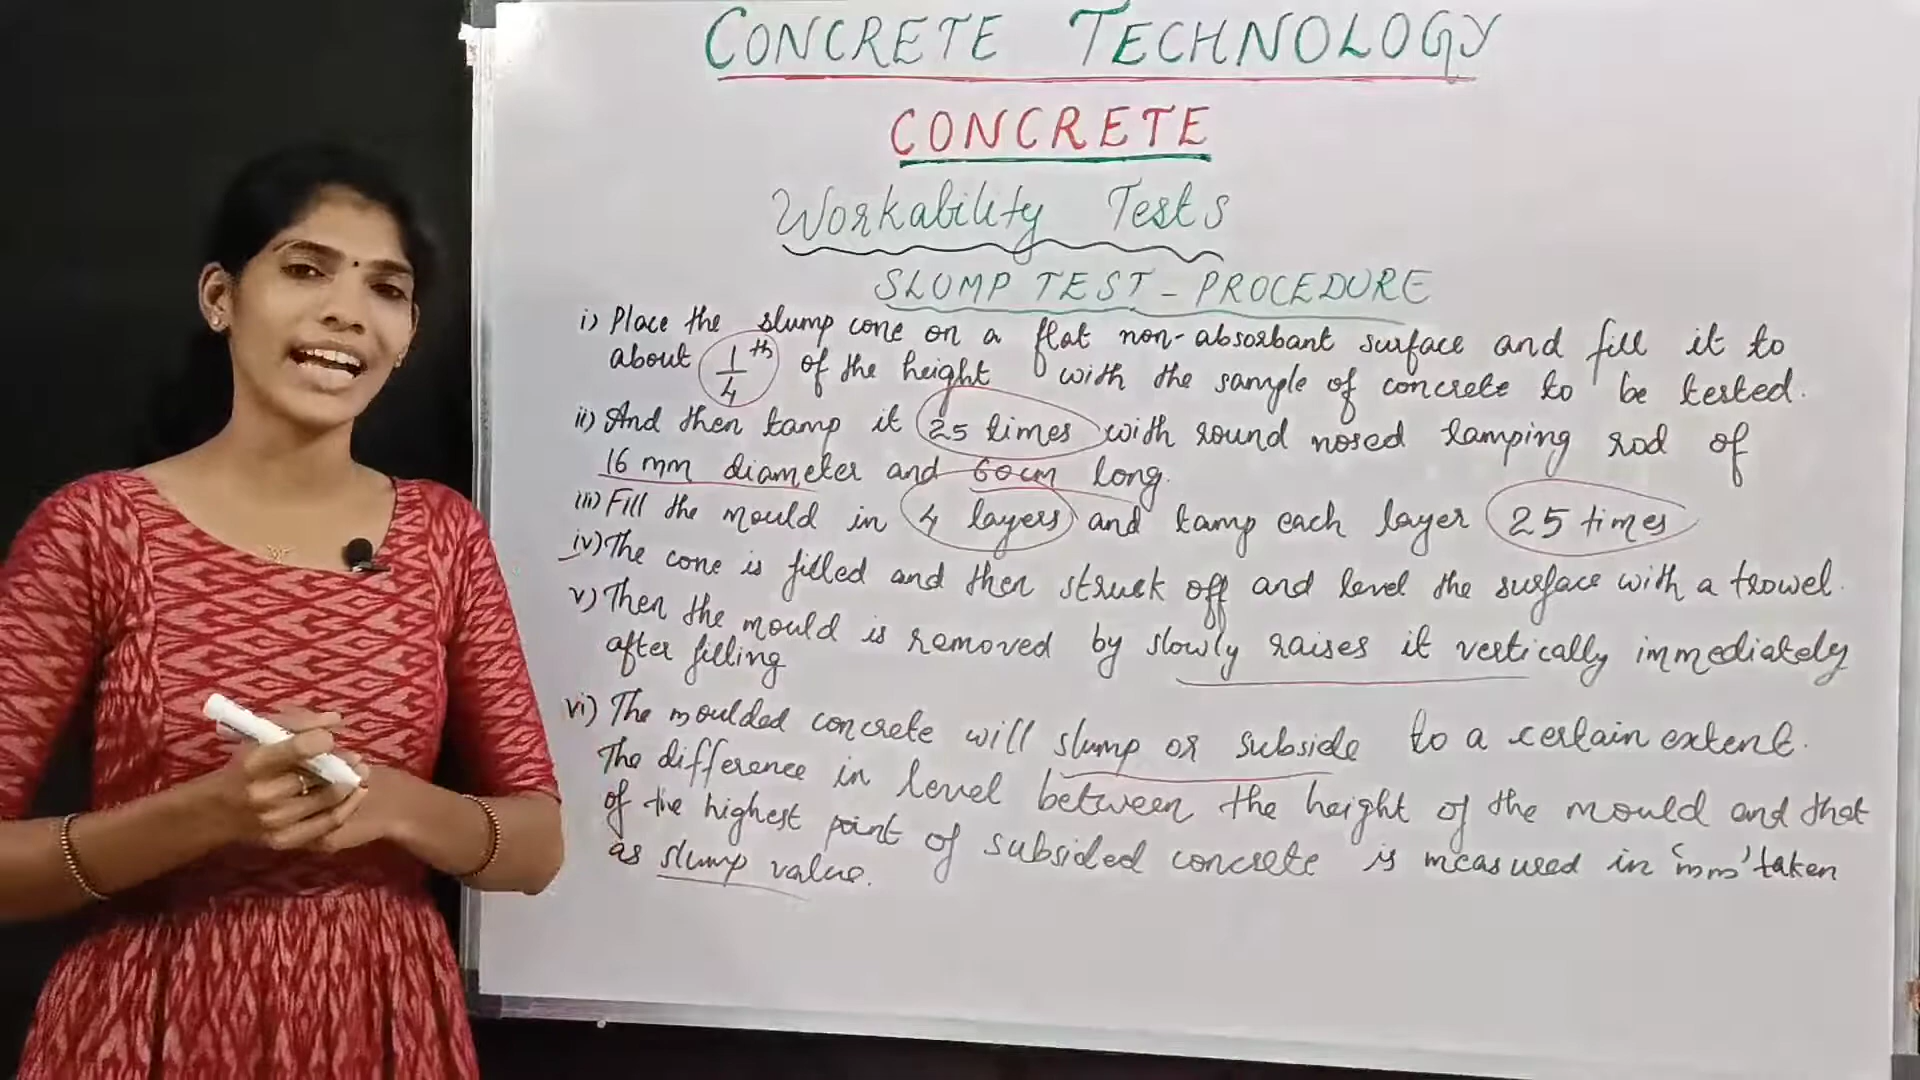 CONCRETE TECHNOLOGY
CONCRETE
Workability Tests
SLUMP TEST - PROCEDURE
i) Place the slump cone on a flat non-absorbant surface and fill it to
about 1/4 th of the height with the sample of concrete to be tested.
ii) And then tamp it 25 times with round nosed tamping rod of
16 mm diameter and 60cm long.
iii) Fill the mould in 4 layers and tamp each layer 25 times
iv) The cone is filled and then struk off and level the surface with a trowel.
v) Then the mould is removed by slowly raises it vertically immediately
after filling
vi) The moulded concrete will slump or subside to a certain extent.
The difference in level between the height of the mould and that
of the highest point of subsided concrete is measured in 'mm' taken
as slump value.